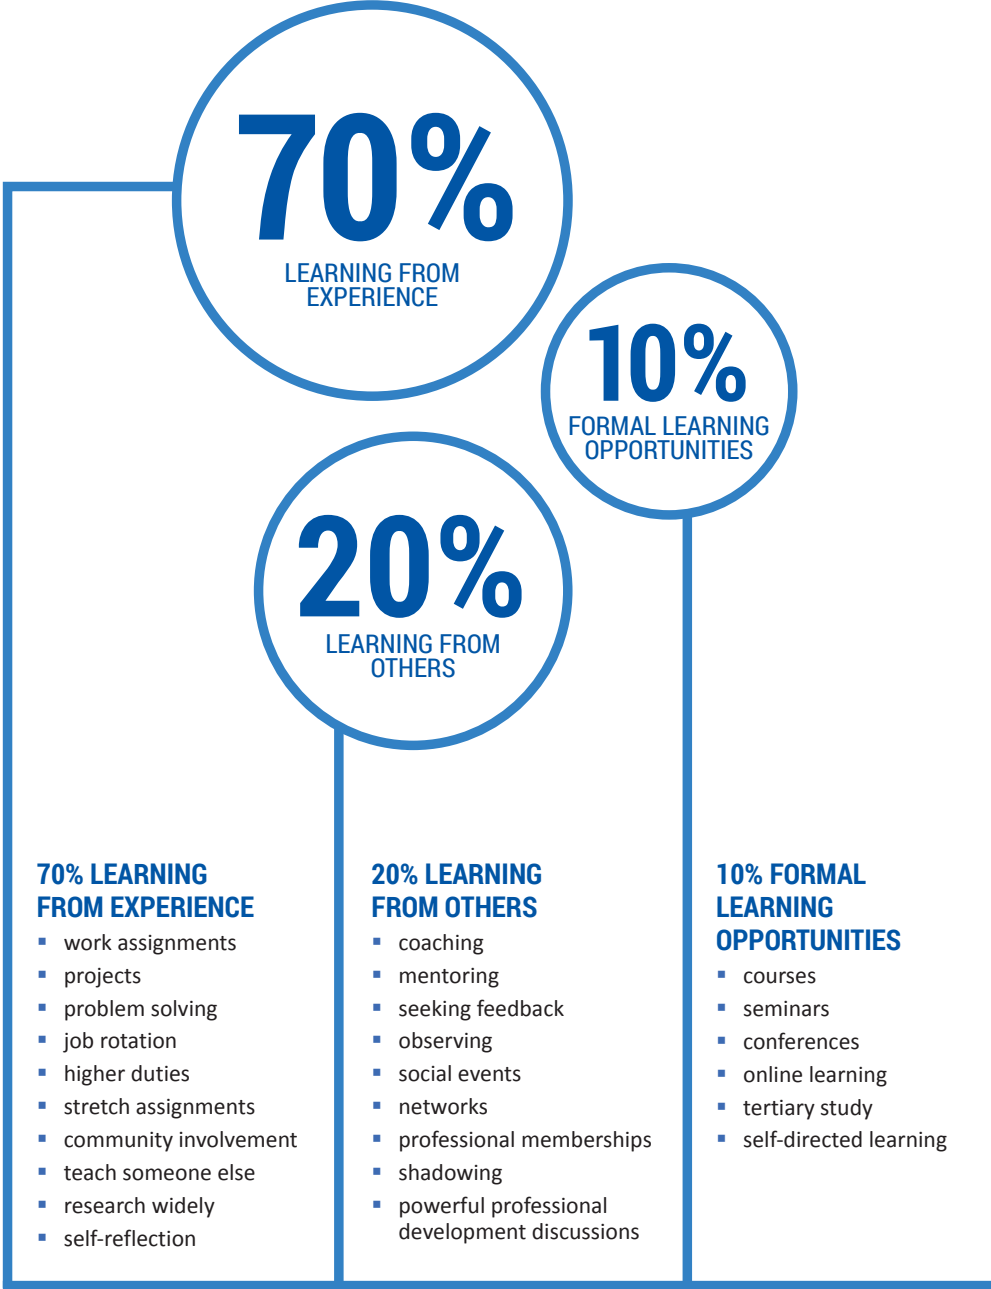 70%
LEARNING FROM
EXPERIENCE
10%
FORMAL LEARNING
OPPORTUNITIES
20%
LEARNING FROM
OTHERS
70% LEARNING
FROM EXPERIENCE
▪ work assignments
▪ projects
▪ problem solving
▪ job rotation
▪ higher duties
▪ stretch assignments
▪ community involvement
▪ teach someone else
▪ research widely
▪ self-reflection
20% LEARNING
FROM OTHERS
▪ coaching
▪ mentoring
▪ seeking feedback
▪ observing
▪ social events
▪ networks
▪ professional memberships
▪ shadowing
▪ powerful professional
development discussions
10% FORMAL
LEARNING
OPPORTUNITIES
▪ courses
▪ seminars
▪ conferences
▪ online learning
▪ tertiary study
▪ self-directed learning